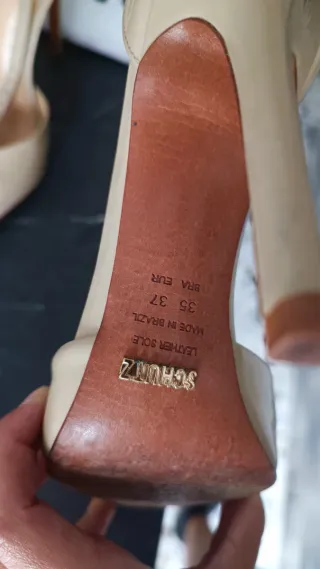 SCHUTZ
LEATHER SOLE
MADE IN BRAZIL
35 37
BRA EUR